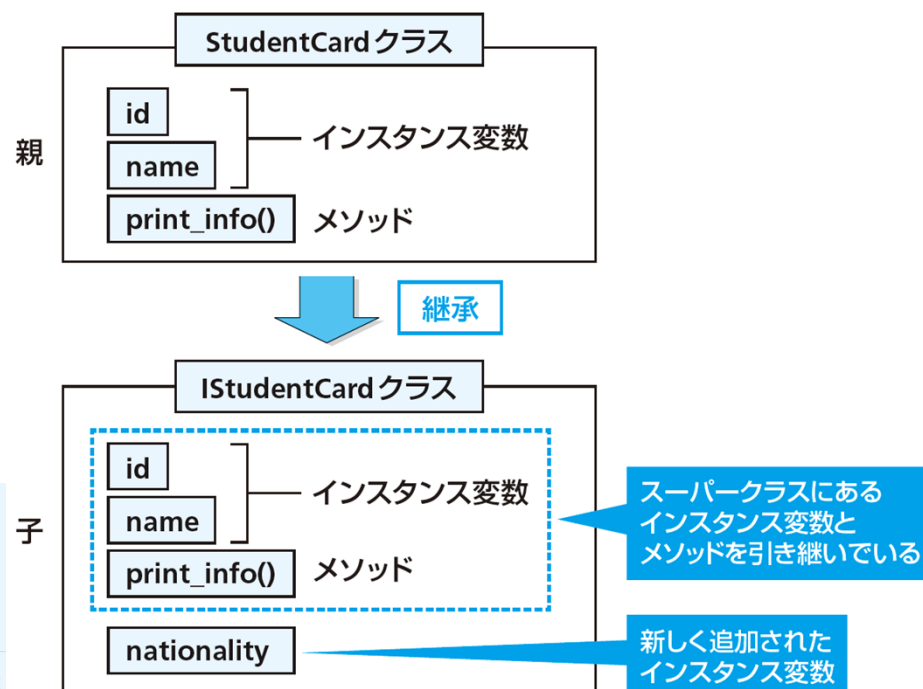 StudentCardクラス
親
id
name
インスタンス変数
print_info() メソッド
継承
IStudentCardクラス
子
id
name
インスタンス変数
print_info() メソッド
スーパークラスにある
インスタンス変数と
メソッドを引き継いでいる
nationality
新しく追加された
インスタンス変数